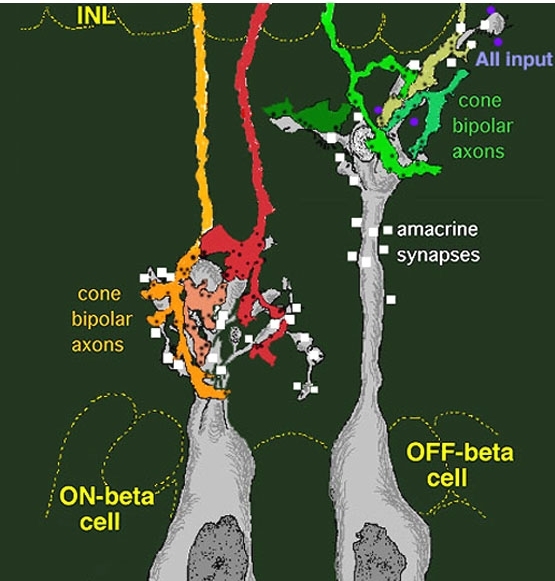 INL
AII input
cone
bipolar
axons
amacrine
synapses
cone
bipolar
axons
OFF-beta
cell
ON-beta
cell